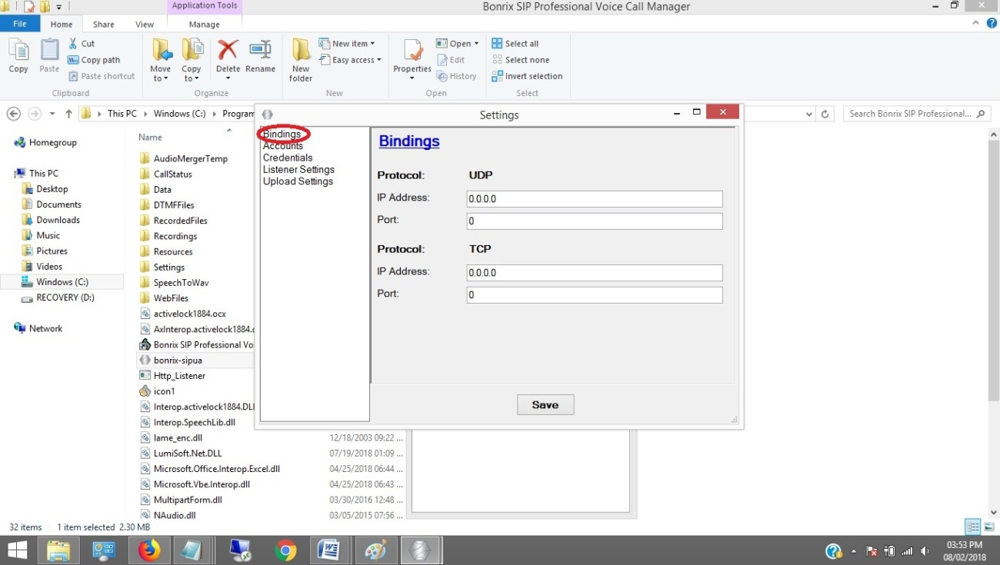 Application Tools
Bonrix SIP Professional Voice Call Manager
File
Home
Share
View
Manage
Copy
Paste
Cut
Copy path
Paste shortcut
Clipboard
Move to
Copy to
Delete
Rename
Organize
New folder
New item
Easy access
New
Properties
Open
Edit
History
Open
Select all
Select none
Invert selection
Select
This PC
Windows (C:)
Program
Search Bonrix SIP Professional...
Homegroup
This PC
Desktop
Documents
Downloads
Music
Pictures
Videos
Windows (C:)
RECOVERY (D:)
Network
Name
AudioMergerTemp
CallStatus
Data
DTMFFiles
RecordedFiles
Recordings
Resources
Settings
SpeechToWav
WebFiles
activelock1884.ocx
AxInterop.activelock1884.
Bonrix SIP Professional Vo
bonrix-sipua
Http_Listener
icon1
Interop.activelock1884.DLl
Interop.SpeechLib.dll
lame_enc.dll 12/18/2003 09:22 ...
LumiSoft.Net.DLL 07/19/2018 01:09 ...
Microsoft.Office.Interop.Excel.dll 04/25/2018 06:44 ...
Microsoft.Vbe.Interop.dll 04/25/2018 06:43 ...
MultipartForm.dll 03/30/2016 12:48 ...
NAudio.dll 03/05/2015 07:56 ...
Settings
Bindings
Accounts
Credentials
Listener Settings
Upload Settings
Bindings
Protocol: UDP
IP Address: 0.0.0.0
Port: 0
Protocol: TCP
IP Address: 0.0.0.0
Port: 0
Save
32 items 1 item selected 2.30 MB
03:53 PM
08/02/2018